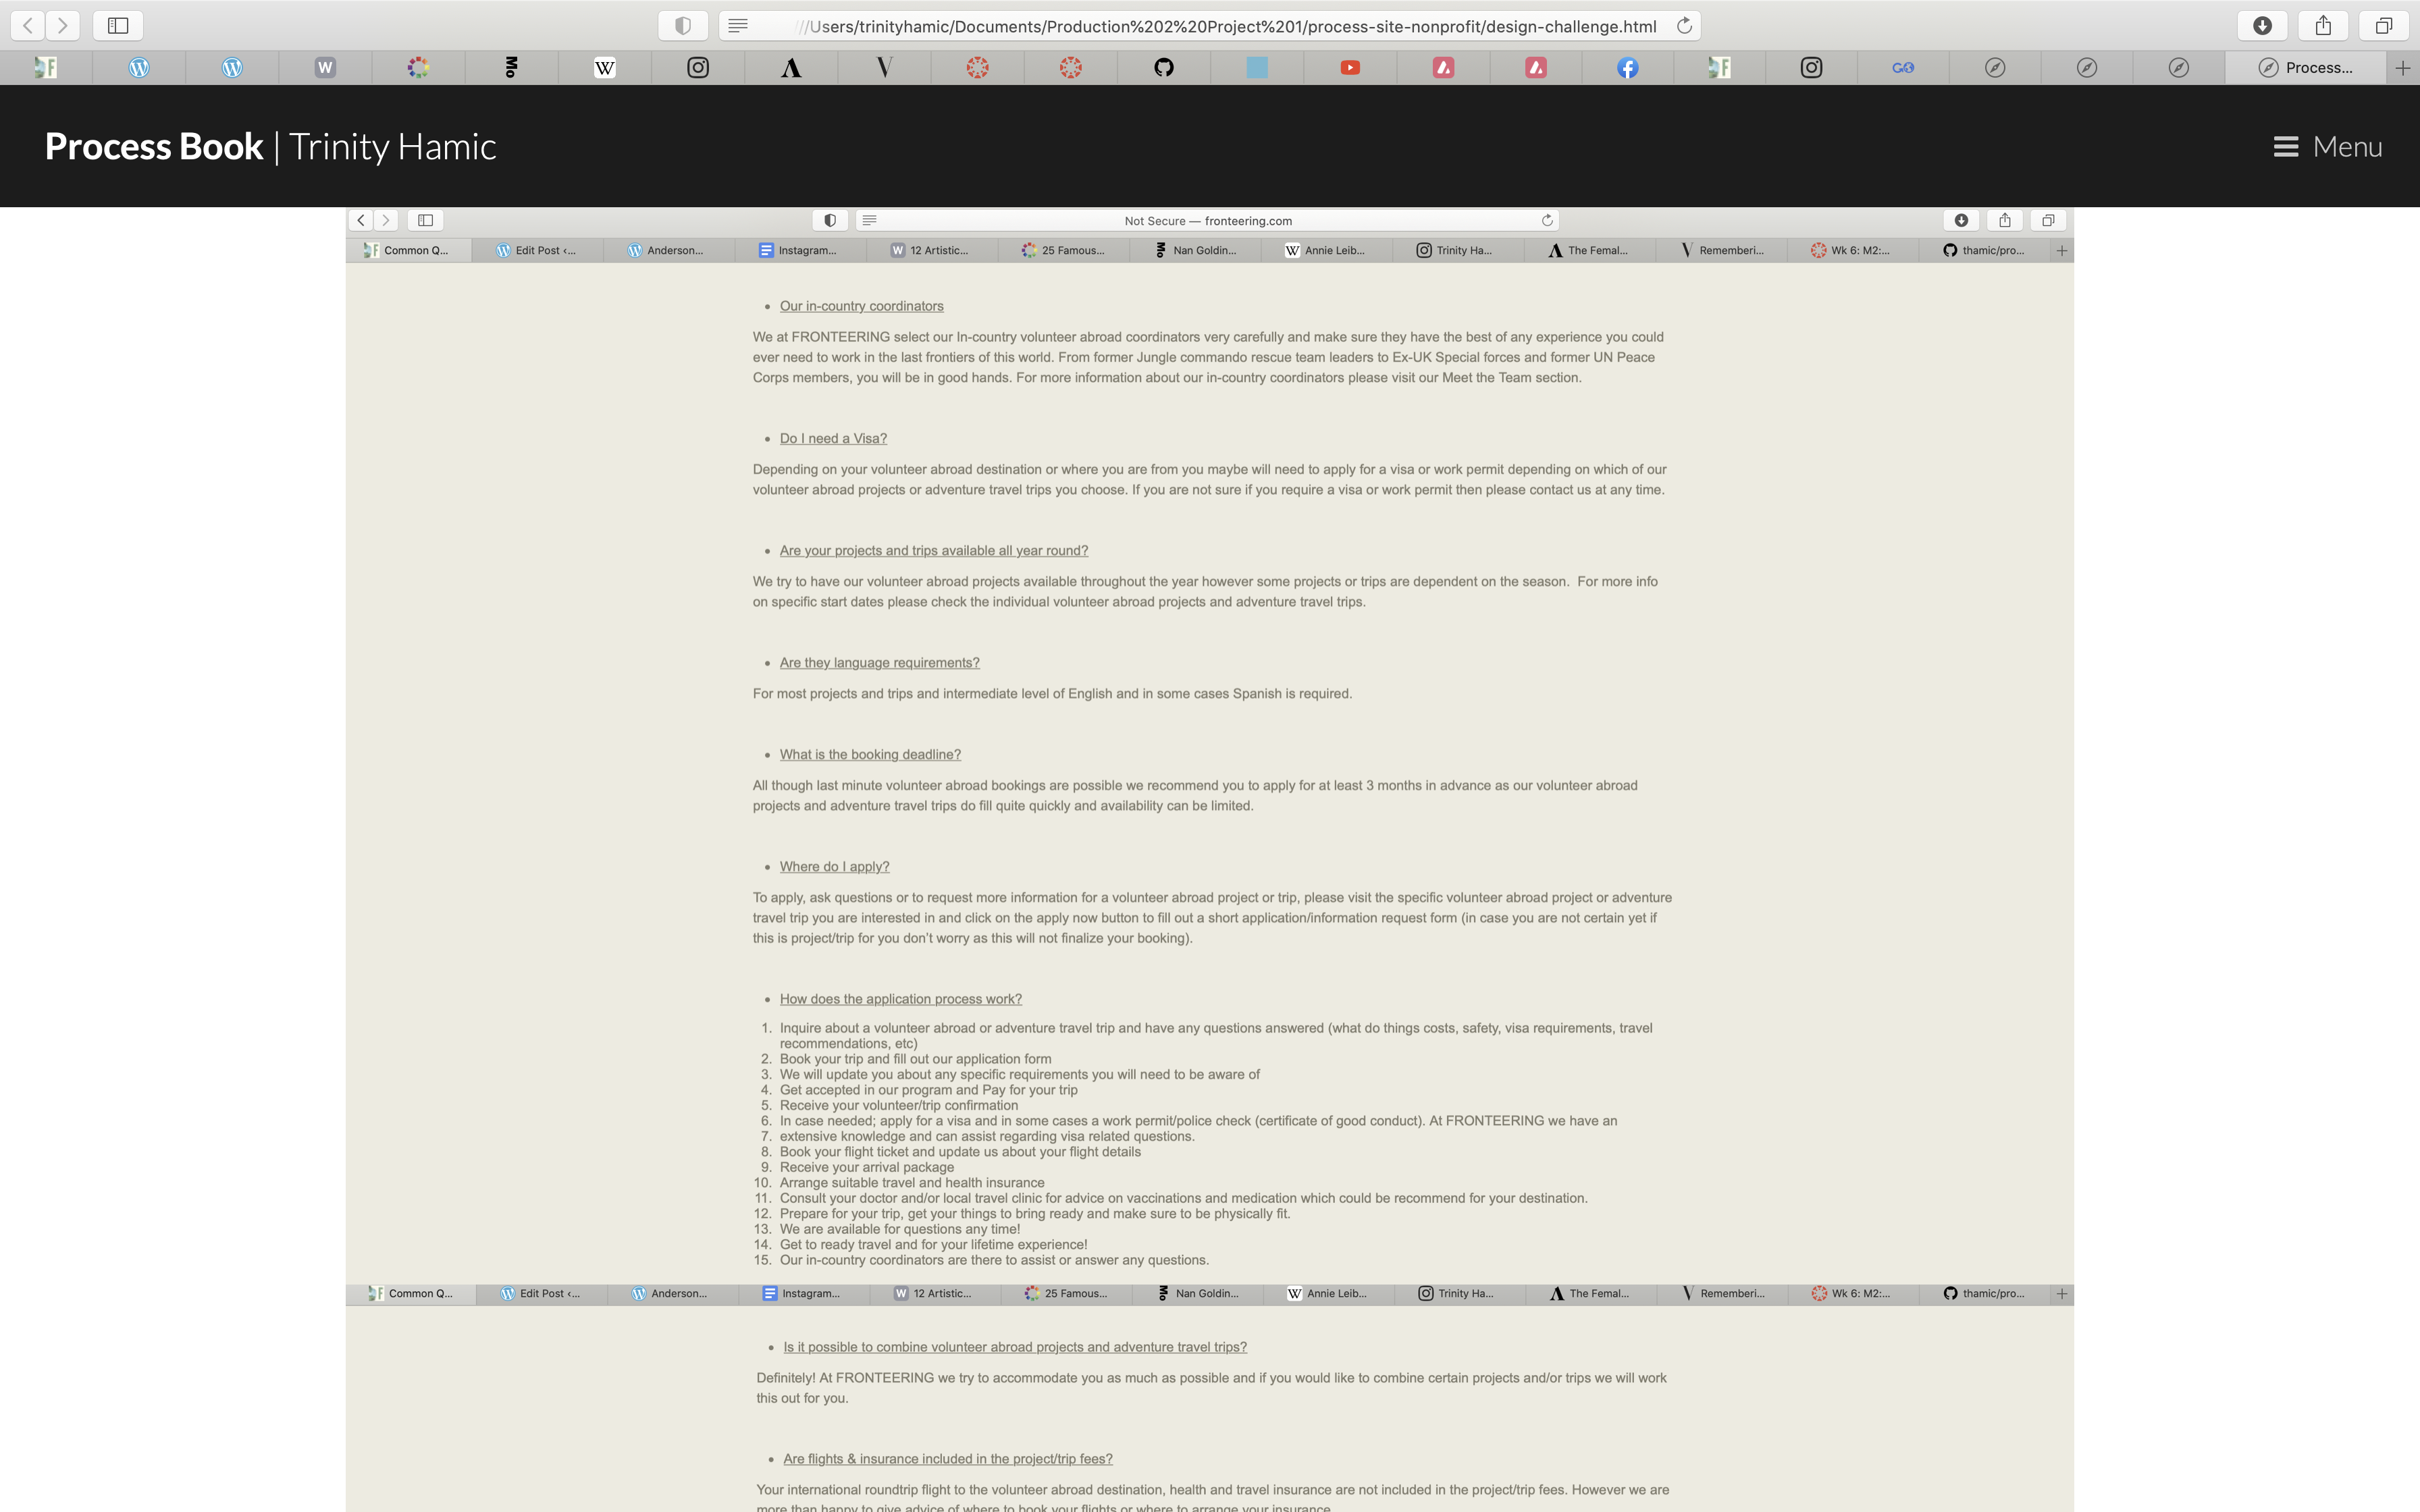 ///Users/trinityhamic/Documents/Production%202%20Project%201/process-site-nonprofit/design-challenge.html
Process...
Process Book | Trinity Hamic
Menu
Not Secure — fronteering.com
Common Q...
Edit Post <...
Anderson...
Instagram...
12 Artistic...
25 Famous...
Nan Goldin...
Annie Leib...
Trinity Ha...
The Femal...
Rememberi...
Wk 6: M2:...
thamic/pro...
• Our in-country coordinators
We at FRONTEERING select our In-country volunteer abroad coordinators very carefully and make sure they have the best of any experience you could
ever need to work in the last frontiers of this world. From former Jungle commando rescue team leaders to Ex-UK Special forces and former UN Peace
Corps members, you will be in good hands. For more information about our in-country coordinators please visit our Meet the Team section.
• Do I need a Visa?
Depending on your volunteer abroad destination or where you are from you maybe will need to apply for a visa or work permit depending on which of our
volunteer abroad projects or adventure travel trips you choose. If you are not sure if you require a visa or work permit then please contact us at any time.
• Are your projects and trips available all year round?
We try to have our volunteer abroad projects available throughout the year however some projects or trips are dependent on the season.  For more info
on specific start dates please check the individual volunteer abroad projects and adventure travel trips.
• Are they language requirements?
For most projects and trips and intermediate level of English and in some cases Spanish is required.
• What is the booking deadline?
All though last minute volunteer abroad bookings are possible we recommend you to apply for at least 3 months in advance as our volunteer abroad
projects and adventure travel trips do fill quite quickly and availability can be limited.
• Where do I apply?
To apply, ask questions or to request more information for a volunteer abroad project or trip, please visit the specific volunteer abroad project or adventure
travel trip you are interested in and click on the apply now button to fill out a short application/information request form (in case you are not certain yet if
this is project/trip for you don't worry as this will not finalize your booking).
• How does the application process work?
1. Inquire about a volunteer abroad or adventure travel trip and have any questions answered (what do things costs, safety, visa requirements, travel
recommendations, etc)
2. Book your trip and fill out our application form
3. We will update you about any specific requirements you will need to be aware of
4. Get accepted in our program and Pay for your trip
5. Receive your volunteer/trip confirmation
6. In case needed; apply for a visa and in some cases a work permit/police check (certificate of good conduct). At FRONTEERING we have an
7. extensive knowledge and can assist regarding visa related questions.
8. Book your flight ticket and update us about your flight details
9. Receive your arrival package
10. Arrange suitable travel and health insurance
11. Consult your doctor and/or local travel clinic for advice on vaccinations and medication which could be recommend for your destination.
12. Prepare for your trip, get your things to bring ready and make sure to be physically fit.
13. We are available for questions any time!
14. Get to ready travel and for your lifetime experience!
15. Our in-country coordinators are there to assist or answer any questions.
Common Q...
Edit Post <...
Anderson...
Instagram...
12 Artistic...
25 Famous...
Nan Goldin...
Annie Leib...
Trinity Ha...
The Femal...
Rememberi...
Wk 6: M2:...
thamic/pro...
• Is it possible to combine volunteer abroad projects and adventure travel trips?
Definitely! At FRONTEERING we try to accommodate you as much as possible and if you would like to combine certain projects and/or trips we will work
this out for you.
• Are flights & insurance included in the project/trip fees?
Your international roundtrip flight to the volunteer abroad destination, health and travel insurance are not included in the project/trip fees. However we are
more than happy to give advice of where to book your flights or where to arrange your insurance